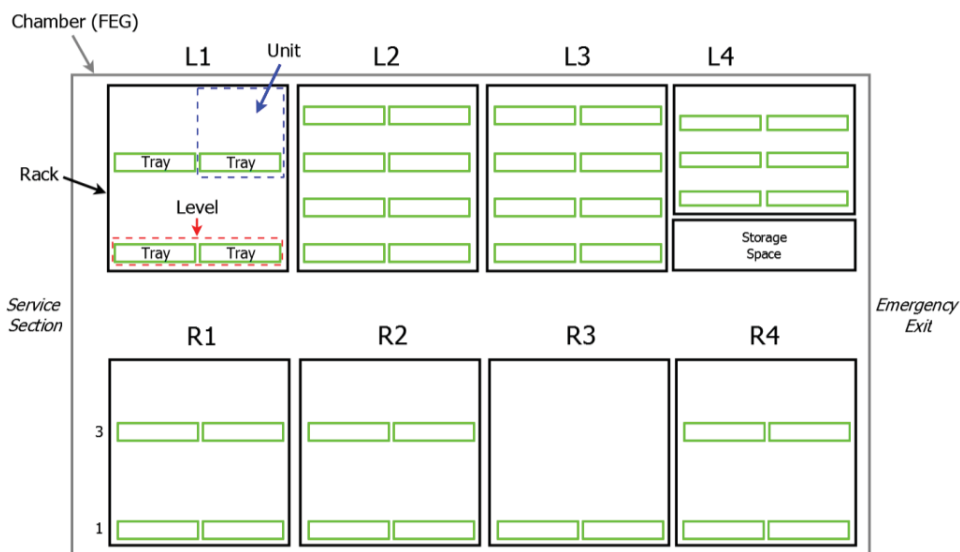 Chamber (FEG)
L1
Unit
L2
L3
L4
Tray
Tray
Rack
Level
Tray
Tray
Storage
Space
Service
Section
Emergency
Exit
R1
R2
R3
R4
3
1